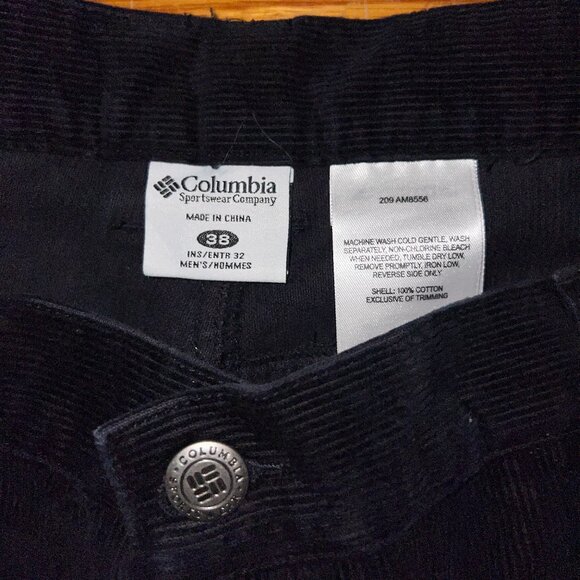 Columbia
Sportswear Company
MADE IN CHINA
38
INS/ENTR 32
MEN'S/HOMMES
209 AM8556
MACHINE WASH COLD GENTLE, WASH
SEPARATELY, NON-CHLORINE BLEACH
WHEN NEEDED, TUMBLE DRY LOW,
REMOVE PROMPTLY, IRON LOW,
REVERSE SIDE ONLY
SHELL: 100% COTTON
EXCLUSIVE OF TRIMMING
COLUMBIA